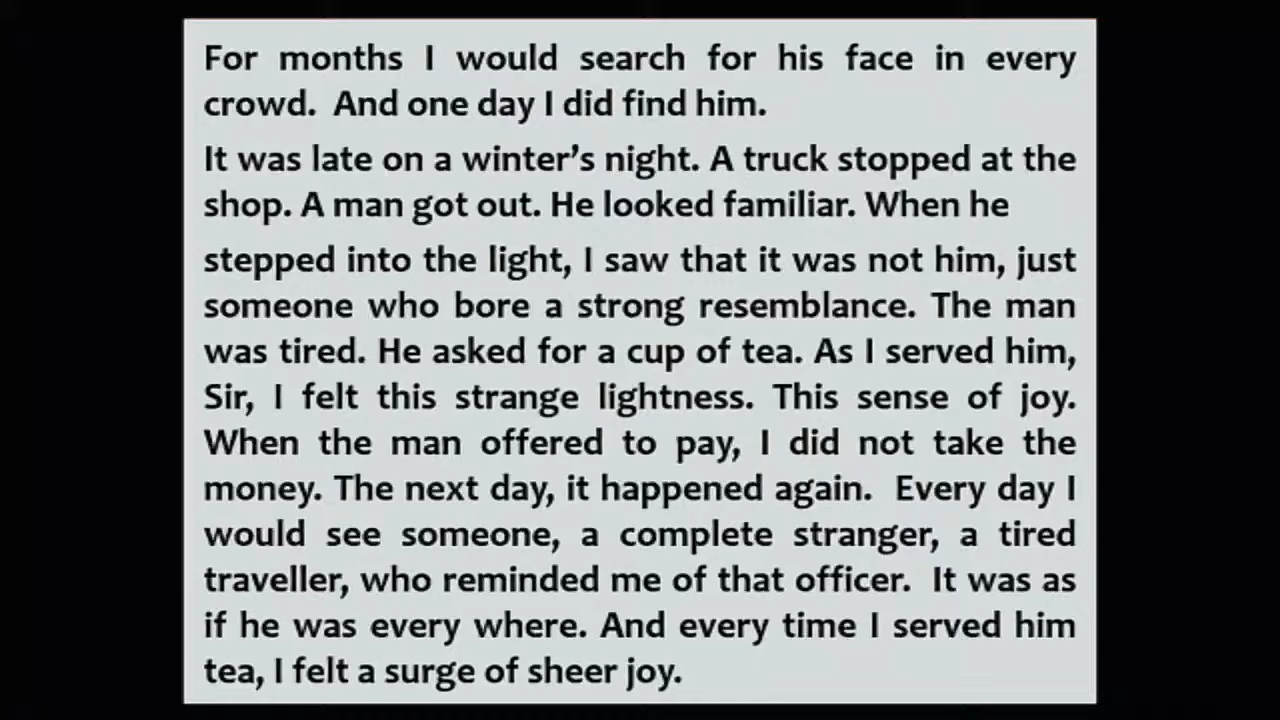 For months I would search for his face in every
crowd.  And one day I did find him.
It was late on a winter’s night. A truck stopped at the
shop. A man got out. He looked familiar. When he
stepped into the light, I saw that it was not him, just
someone who bore a strong resemblance. The man
was tired. He asked for a cup of tea. As I served him,
Sir, I felt this strange lightness. This sense of joy.
When the man offered to pay, I did not take the
money. The next day, it happened again.  Every day I
would see someone, a complete stranger, a tired
traveller, who reminded me of that officer.  It was as
if he was every where. And every time I served him
tea, I felt a surge of sheer joy.